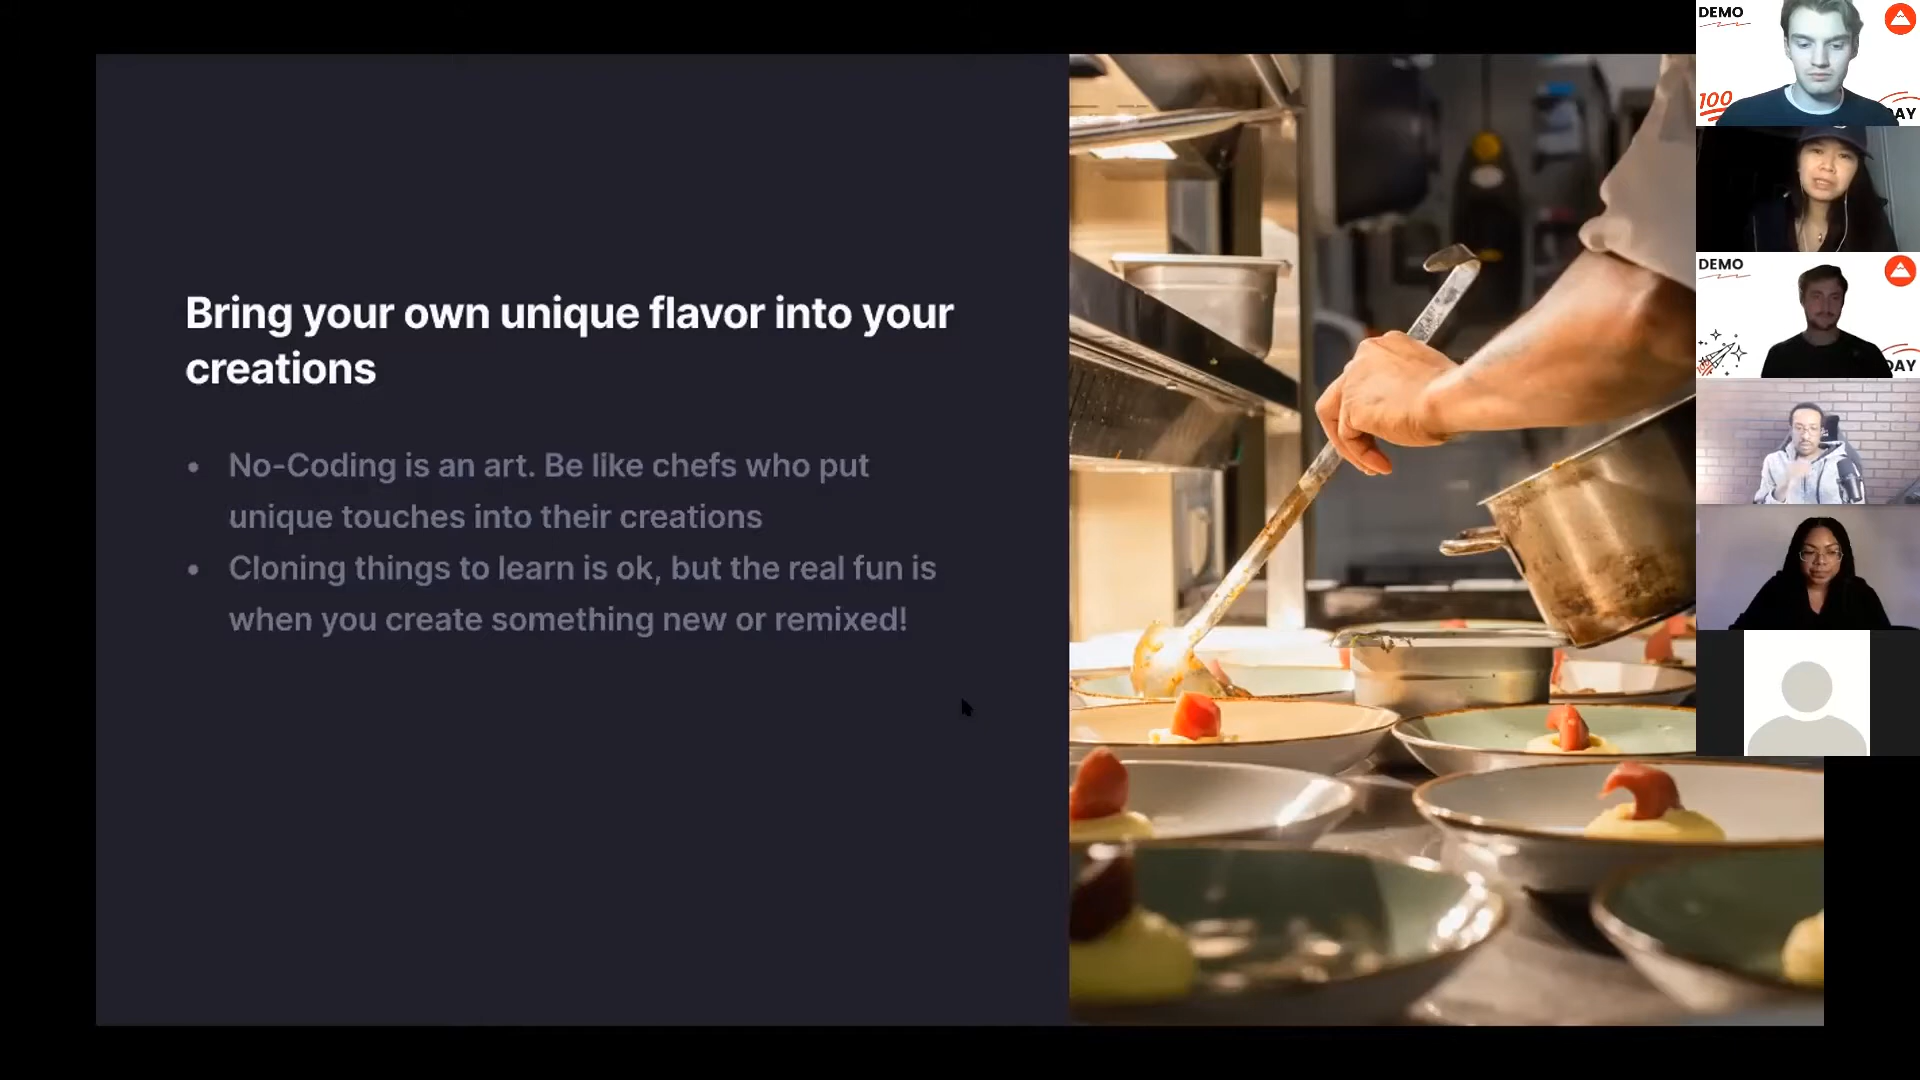 Bring your own unique flavor into your
creations
• No-Coding is an art. Be like chefs who put
unique touches into their creations
• Cloning things to learn is ok, but the real fun is
when you create something new or remixed!
DEMO
100
AY
DEMO
DAY